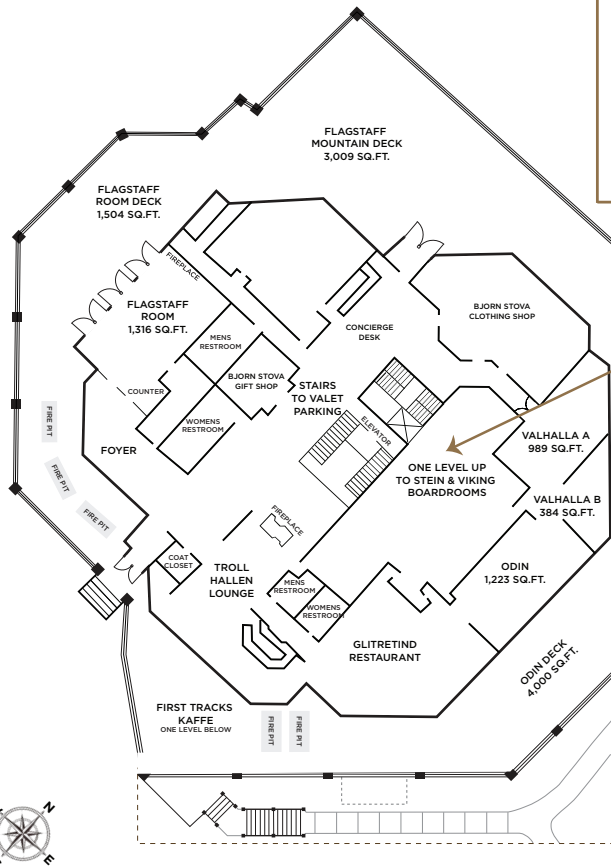 FLAGSTAFF
MOUNTAIN DECK
3,009 SQ.FT.
FLAGSTAFF
ROOM DECK
1,504 SQ.FT.
FIREPLACE
FLAGSTAFF
ROOM
1,316 SQ.FT.
BJORN STOVA
CLOTHING SHOP
CONCIERGE
DESK
MENS
RESTROOM
BJORN STOVA
GIFT SHOP
STAIRS
TO VALET
PARKING
COUNTER
WOMENS
RESTROOM
ELEVATOR
FIRE PIT
FOYER
VALHALLA A
989 SQ.FT.
ONE LEVEL UP
TO STEIN & VIKING
BOARDROOMS
FIRE PIT
VALHALLA B
384 SQ.FT.
FIRE PIT
FIREPLACE
COAT
CLOSET
TROLL
HALLEN
LOUNGE
ODIN
1,223 SQ.FT.
MENS
RESTROOM
WOMENS
RESTROOM
GLITRETIND
RESTAURANT
ODIN DECK
4,000 SQ.FT.
FIRST TRACKS
KAFFE
ONE LEVEL BELOW
FIRE PIT
FIRE PIT
N
E